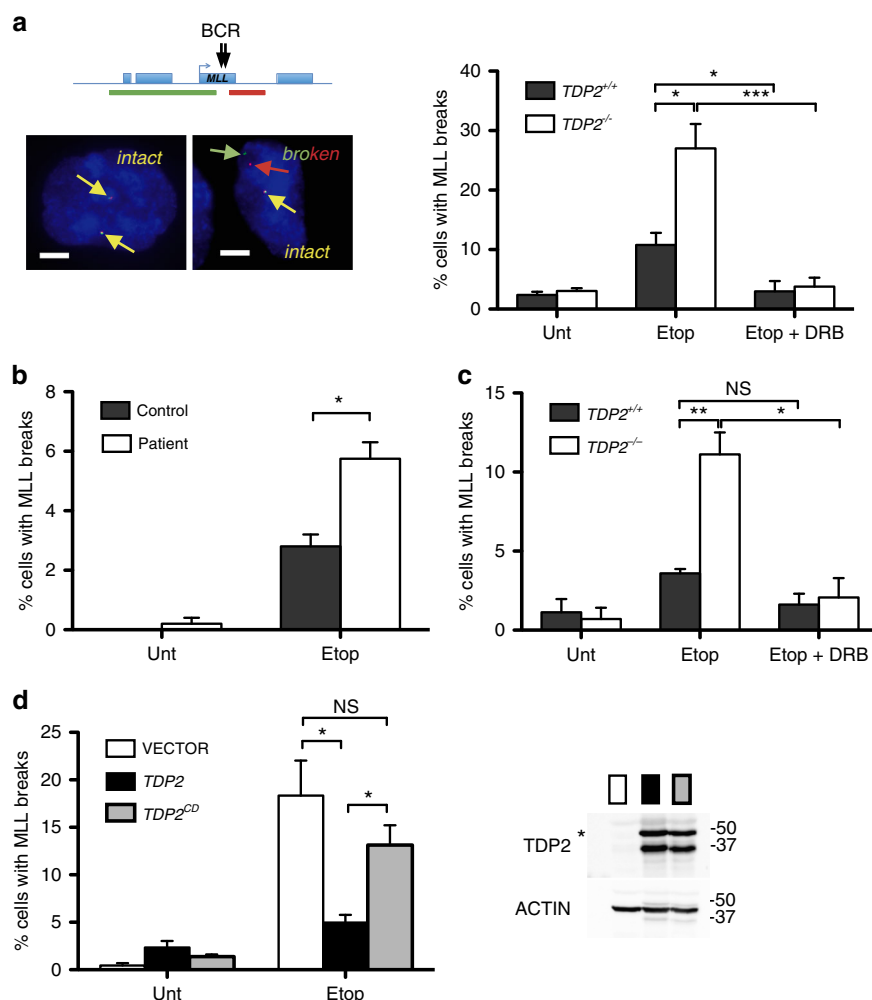 a
BCR
MLL
intact
broken
intact
% cells with MLL breaks
40
30
20
10
0
TDP2+/+
TDP2-/-
*
*
***
Unt
Etop
Etop + DRB
b
% cells with MLL breaks
8
6
4
2
0
Control
Patient
*
Unt
Etop
c
% cells with MLL breaks
15
10
5
0
TDP2+/+
TDP2–/–
NS
**
*
Unt
Etop
Etop + DRB
d
% cells with MLL breaks
25
20
15
10
5
0
VECTOR
TDP2
TDP2CD
NS
*
*
Unt
Etop
TDP2
*
-50
-37
ACTIN
-50
-37